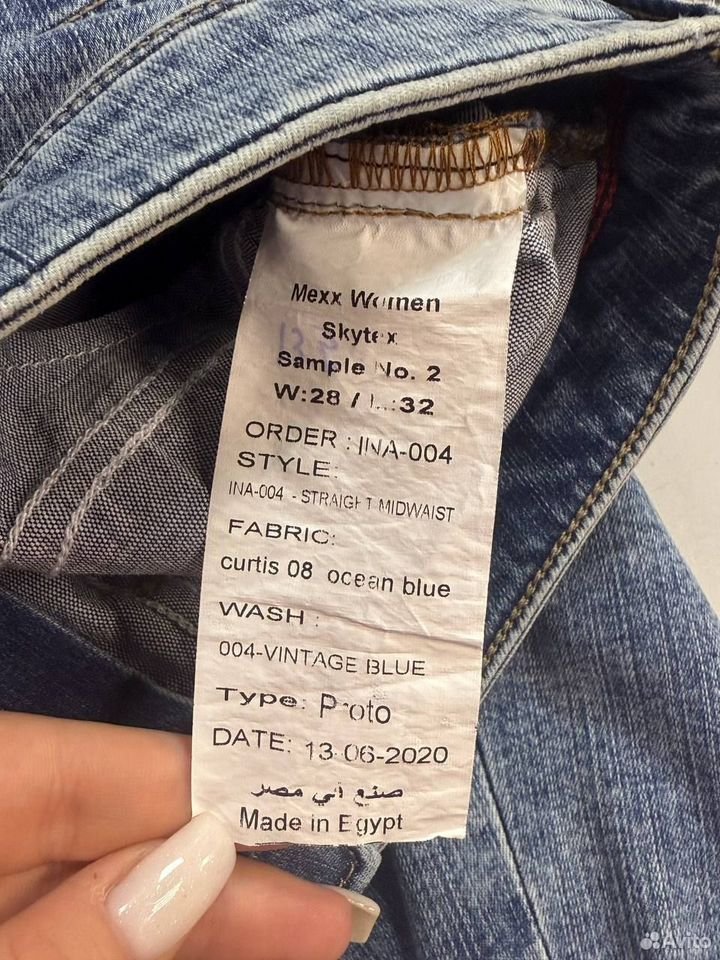 Mexx Women
Skytex
Sample No. 2
W:28 / L:32
ORDER : INA-004
STYLE:
INA-004 - STRAIGHT MIDWAIST
FABRIC:
curtis 08 ocean blue
WASH :
004-VINTAGE BLUE
Type: Proto
DATE: 13-06-2020
صنع في مصر
Made in Egypt
Avito